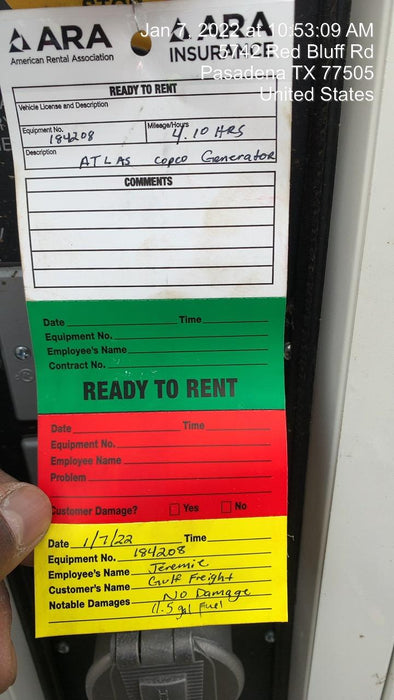 Jan 7, 2022 at 10:53:09 AM
5742 Red Bluff Rd
Pasadena TX 77505
United States
ARA
American Rental Association
ARA
INSURANCE
READY TO RENT
Vehicle License and Description
Equipment No. 184208 Mileage/Hours 4.10 HRS
Description ATLAS copco Generator
COMMENTS
Date Time
Equipment No.
Employee's Name
Contract No.
READY TO RENT
Date Time
Equipment No.
Employee Name
Problem
Customer Damage? Yes No
Date 1/7/22 Time
Equipment No. 184208
Employee's Name Jeremie
Customer's Name Gulf Freight
Notable Damages NO Damage
11.5 gal Fuel